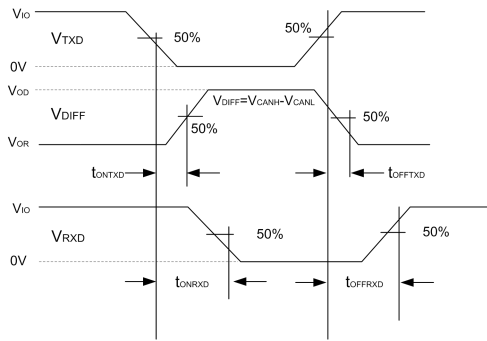 VIO
VTXD
50%
50%
0V
VOD
VDIFF
VDIFF=VCANH-VCANL
50%
50%
VOR
tONTXD
tOFFTXD
VIO
VRXD
50%
50%
0V
tONRXD
tOFFRXD